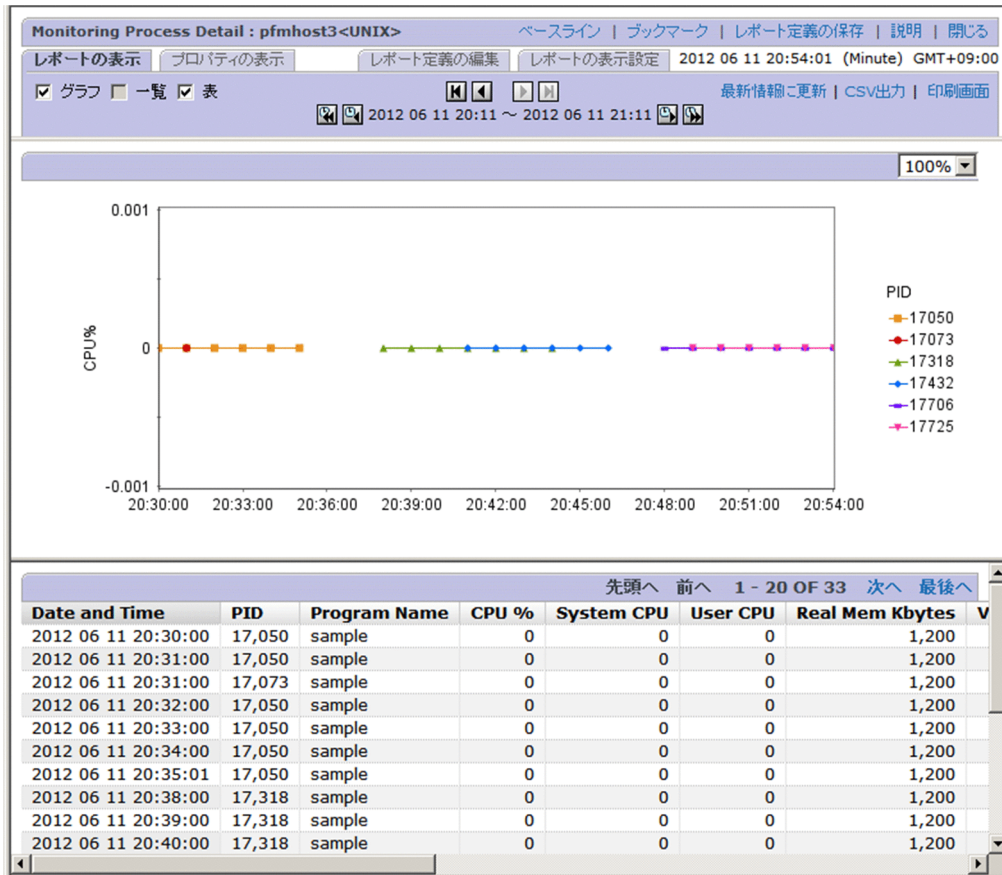 Monitoring Process Detail : pfmhost3<UNIX> ベースライン | ブックマーク | レポート定義の保存 | 説明 | 閉じる
レポートの表示 プロパティの表示 レポート定義の編集 レポートの表示設定 2012 06 11 20:54:01 (Minute) GMT+09:00
グラフ 一覧 表 最新情報に更新 | CSV出力 | 印刷画面
2012 06 11 20:11 ～ 2012 06 11 21:11
100%
0.001
0
-0.001
CPU%
20:30:00 20:33:00 20:36:00 20:39:00 20:42:00 20:45:00 20:48:00 20:51:00 20:54:00
PID
17050
17073
17318
17432
17706
17725
先頭へ 前へ 1 - 20 OF 33 次へ 最後へ
Date and Time PID Program Name CPU % System CPU User CPU Real Mem Kbytes V
2012 06 11 20:30:00 17,050 sample 0 0 0 1,200
2012 06 11 20:31:00 17,050 sample 0 0 0 1,200
2012 06 11 20:31:00 17,073 sample 0 0 0 1,200
2012 06 11 20:32:00 17,050 sample 0 0 0 1,200
2012 06 11 20:33:00 17,050 sample 0 0 0 1,200
2012 06 11 20:34:00 17,050 sample 0 0 0 1,200
2012 06 11 20:35:01 17,050 sample 0 0 0 1,200
2012 06 11 20:38:00 17,318 sample 0 0 0 1,200
2012 06 11 20:39:00 17,318 sample 0 0 0 1,200
2012 06 11 20:40:00 17,318 sample 0 0 0 1,200